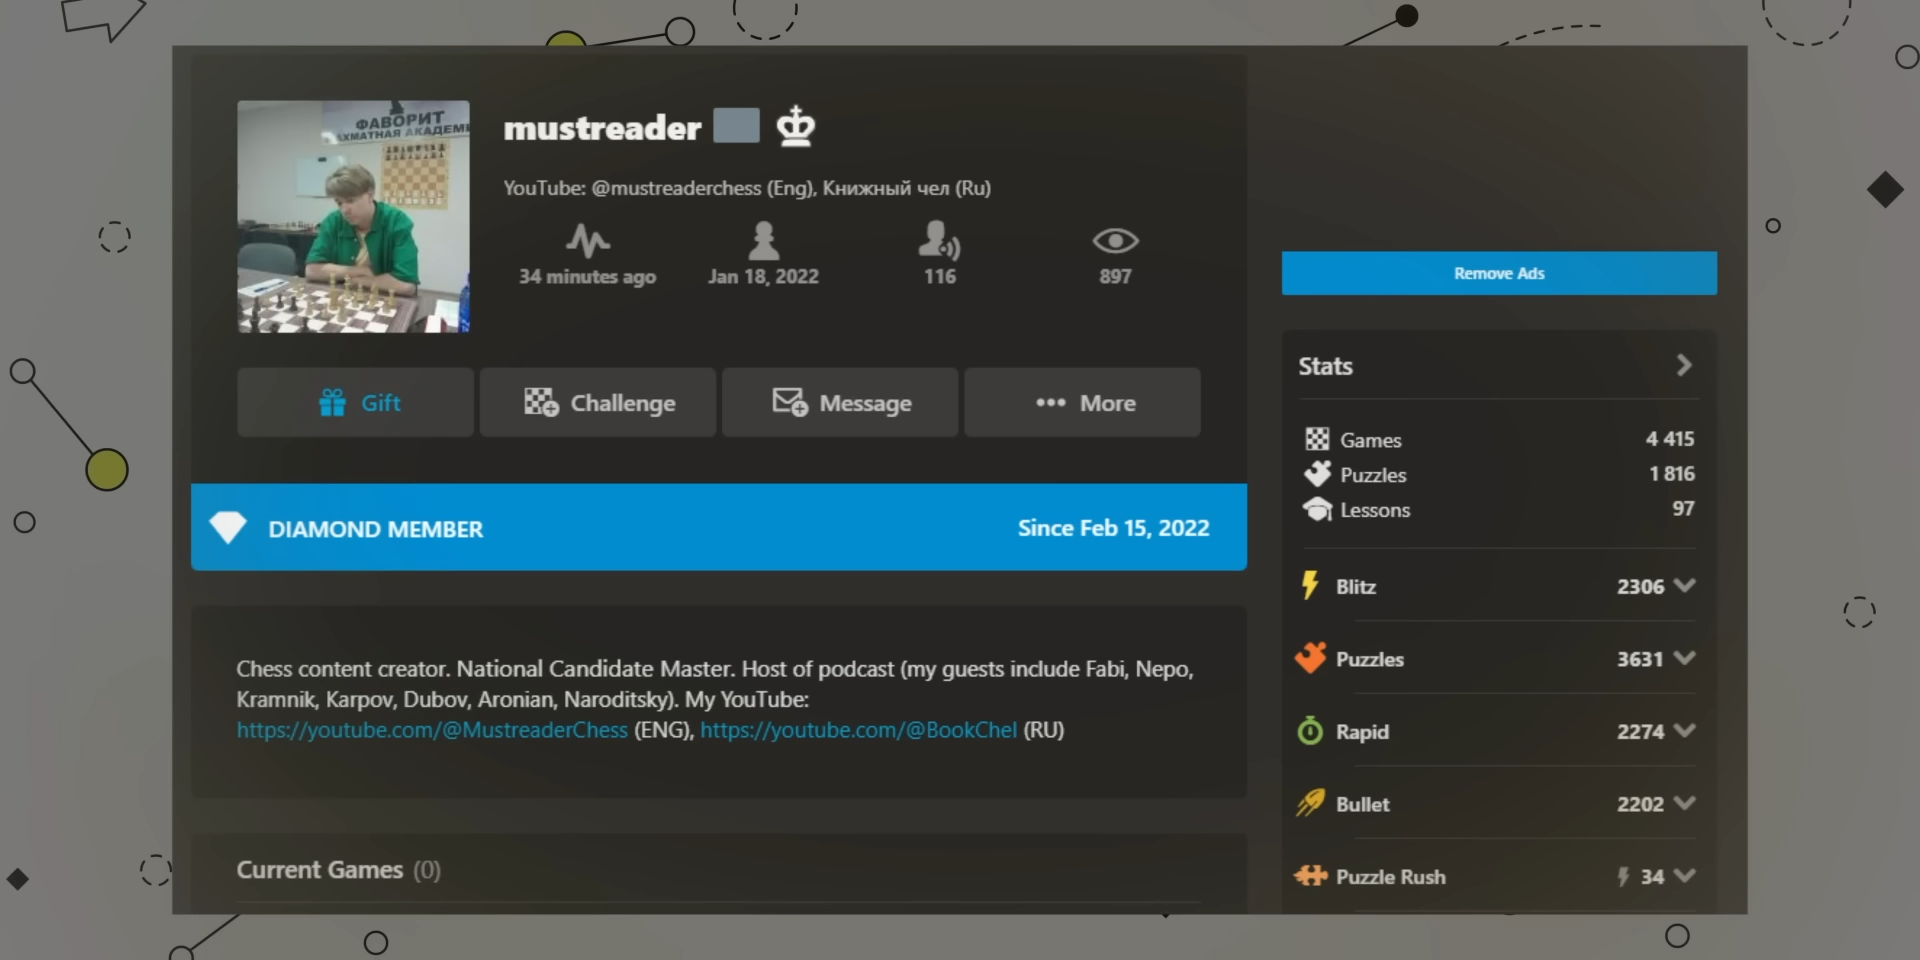 ФАВОРИТ
ХМАТНАЯ АКАДЕМИ
mustreader
YouTube: @mustreaderchess (Eng), Книжный чел (Ru)
34 minutes ago
Jan 18, 2022
116
897
Gift
Challenge
Message
More
DIAMOND MEMBER
Since Feb 15, 2022
Chess content creator. National Candidate Master. Host of podcast (my guests include Fabi, Nepo,
Kramnik, Karpov, Dubov, Aronian, Naroditsky). My YouTube:
https://youtube.com/@MustreaderChess (ENG), https://youtube.com/@BookChel (RU)
Current Games (0)
Remove Ads
Stats
Games 4 415
Puzzles 1 816
Lessons 97
Blitz 2306
Puzzles 3631
Rapid 2274
Bullet 2202
Puzzle Rush 34